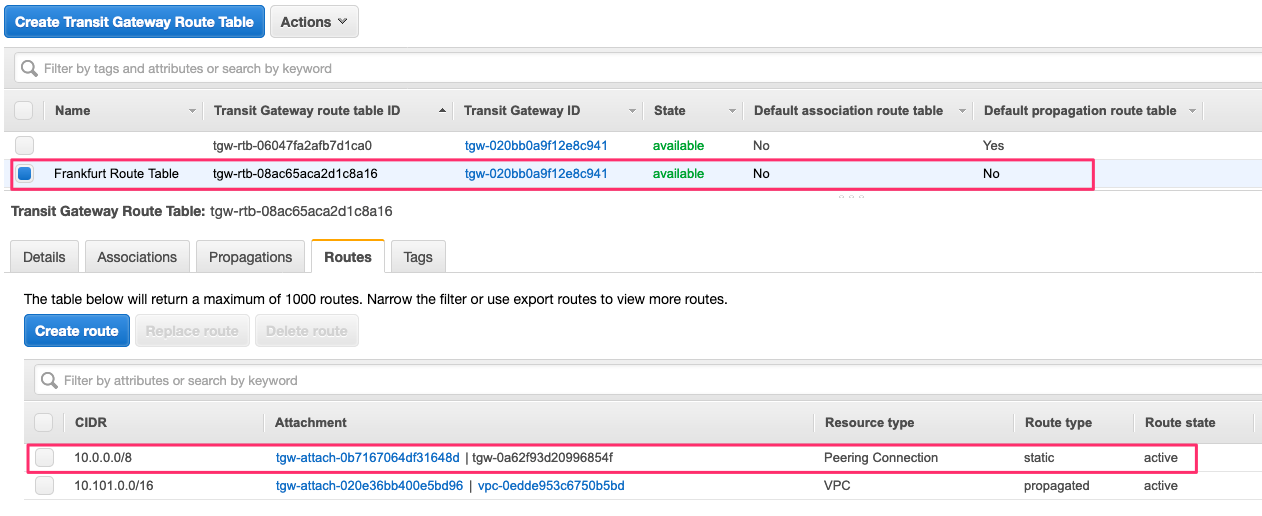 Create Transit Gateway Route Table Actions
Filter by tags and attributes or search by keyword
Name Transit Gateway route table ID Transit Gateway ID State Default association route table Default propagation route table
tgw-rtb-06047fa2afb7d1ca0 tgw-020bb0a9f12e8c941 available No Yes
Frankfurt Route Table tgw-rtb-08ac65aca2d1c8a16 tgw-020bb0a9f12e8c941 available No No
Transit Gateway Route Table: tgw-rtb-08ac65aca2d1c8a16
Details Associations Propagations Routes Tags
The table below will return a maximum of 1000 routes. Narrow the filter or use export routes to view more routes.
Create route Replace route Delete route
Filter by attributes or search by keyword
CIDR Attachment Resource type Route type Route state
10.0.0.0/8 tgw-attach-0b7167064df31648d | tgw-0a62f93d20996854f Peering Connection static active
10.101.0.0/16 tgw-attach-020e36bb400e5bd96 | vpc-0edde953c6750b5bd VPC propagated active